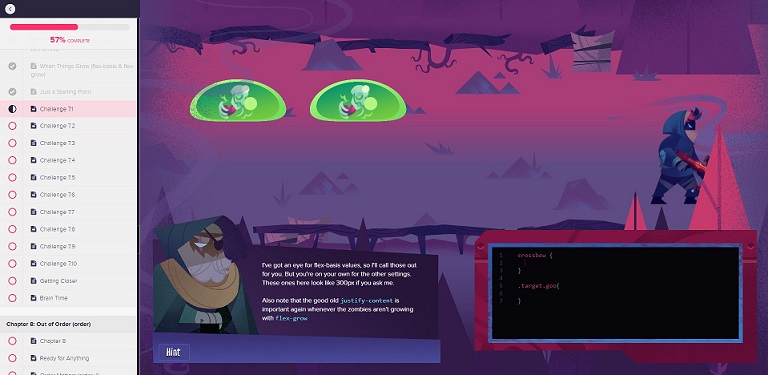 57% COMPLETE
When Things Grow (flex-basis & flex-grow)
Just a Starting Point
Challenge 7.1
Challenge 7.2
Challenge 7.3
Challenge 7.4
Challenge 7.5
Challenge 7.6
Challenge 7.7
Challenge 7.8
Challenge 7.9
Challenge 7.10
Getting Closer
Brain Time
Chapter 8: Out of Order (order)
Chapter 8
Ready for Anything
I've got an eye for flex-basis values, so I'll call those out
for you. But you're on your own for the other settings.
These ones here look like 300px if you ask me.
Also note that the good old justify-content is
important again whenever the zombies aren't growing
with flex-grow
Hint
1 crossbow {
2
3 }
4
5 .target.goo{
6
7 }